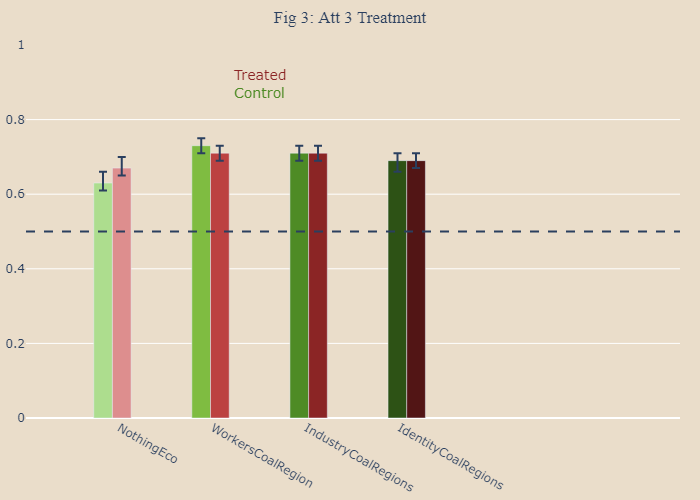 Fig 3: Att 3 Treatment
1
Treated
Control
0.8
0.6
0.4
0.2
0
NothingEco
WorkersCoalRegion
IndustryCoalRegions
IdentityCoalRegions